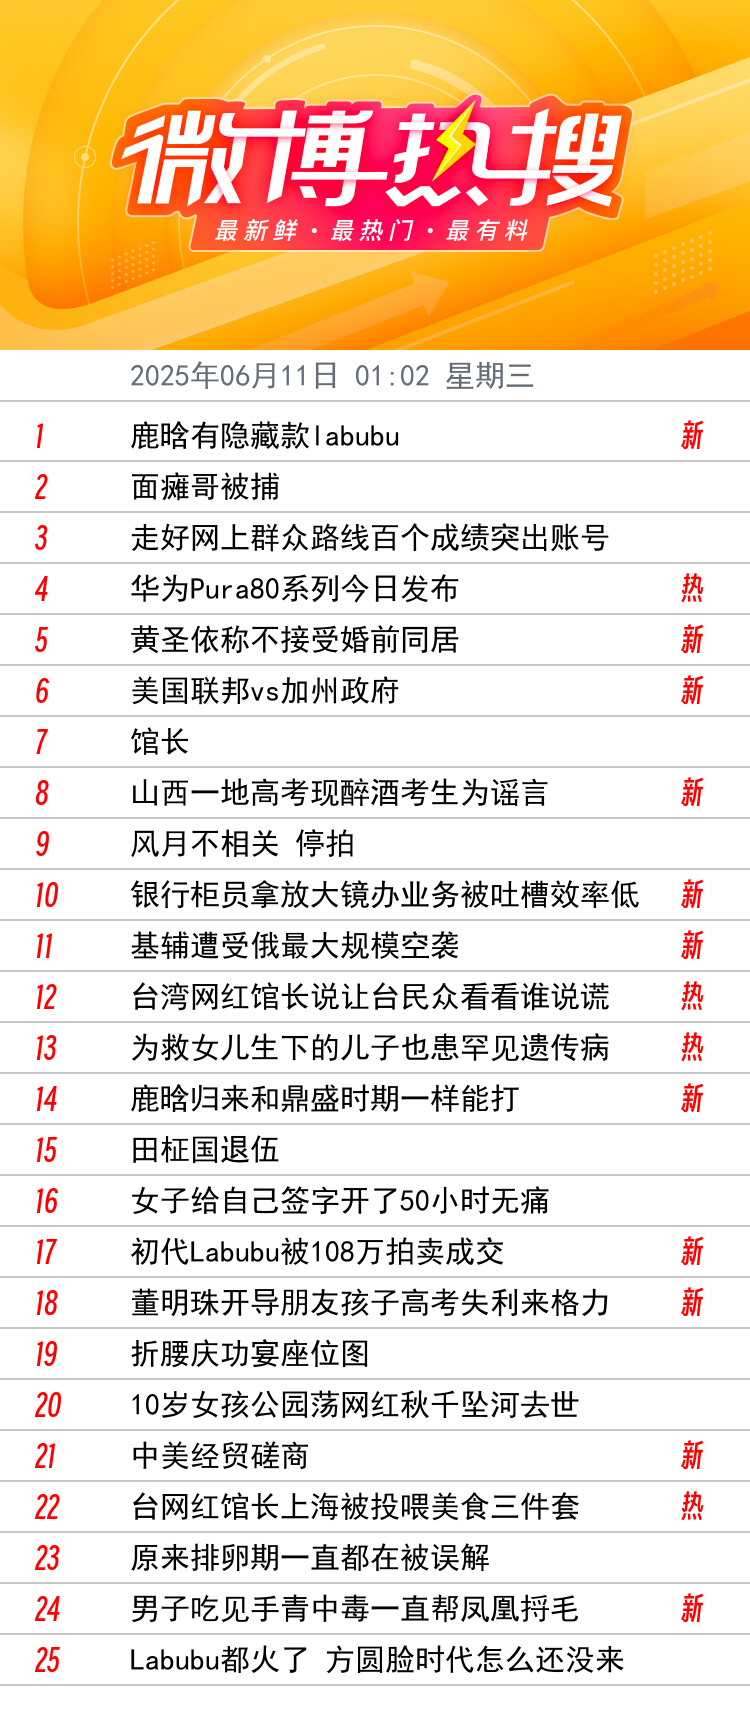 微博热搜
最新鲜·最热门·最有料
2025年06月11日 01:02 星期三
1 鹿晗有隐藏款labubu 新
2 面瘫哥被捕
3 走好网上群众路线百个成绩突出账号
4 华为Pura80系列今日发布 热
5 黄圣依称不接受婚前同居 新
6 美国联邦vs加州政府 新
7 馆长
8 山西一地高考现醉酒考生为谣言 新
9 风月不相关 停拍
10 银行柜员拿放大镜办业务被吐槽效率低 新
11 基辅遭受俄最大规模空袭 新
12 台湾网红馆长说让台民众看看谁说谎 热
13 为救女儿生下的儿子也患罕见遗传病 热
14 鹿晗归来和鼎盛时期一样能打 新
15 田柾国退伍
16 女子给自己签字开了50小时无痛
17 初代Labubu被108万拍卖成交 新
18 董明珠开导朋友孩子高考失利来格力 新
19 折腰庆功宴座位图
20 10岁女孩公园荡网红秋千坠河去世
21 中美经贸磋商 新
22 台网红馆长上海被投喂美食三件套 热
23 原来排卵期一直都在被误解
24 男子吃见手青中毒一直帮凤凰捋毛 新
25 Labubu都火了 方圆脸时代怎么还没来